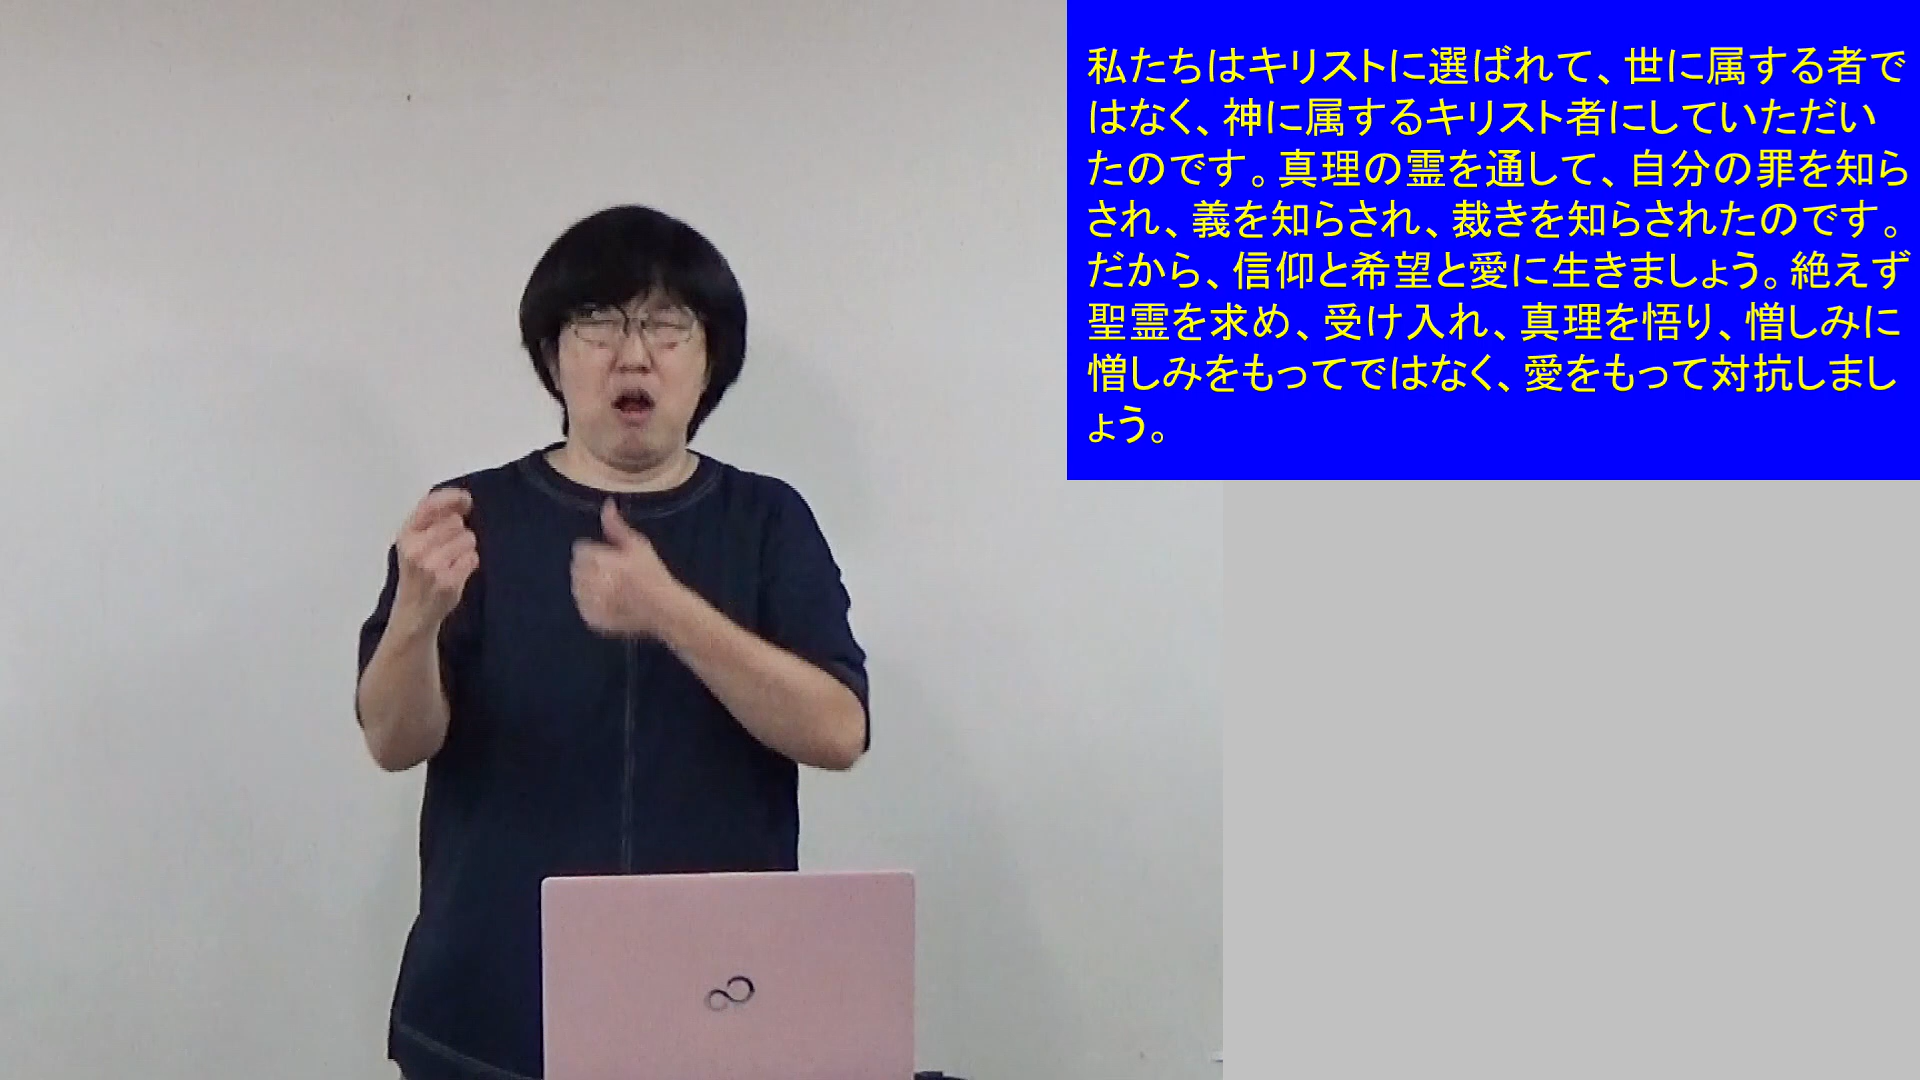 私たちはキリストに選ばれて、世に属する者で
はなく、神に属するキリスト者にしていただい
たのです。真理の霊を通して、自分の罪を知ら
され、義を知らされ、裁きを知らされたのです。
だから、信仰と希望と愛に生きましょう。絶えず
聖霊を求め、受け入れ、真理を悟り、憎しみに
憎しみをもってではなく、愛をもって対抗しまし
ょう。